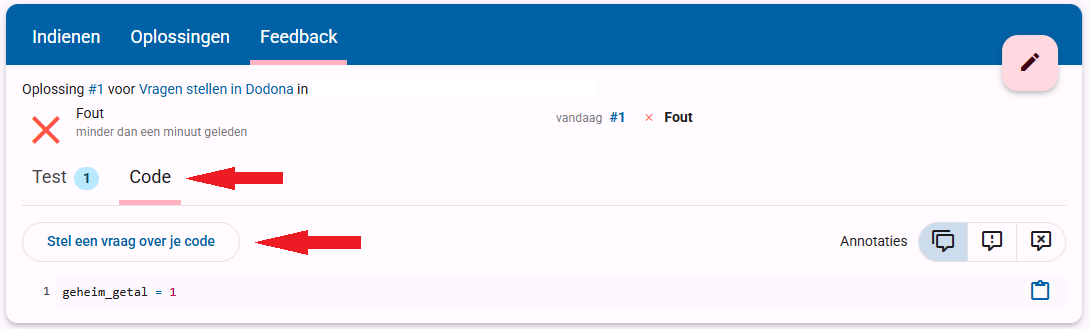 Indienen Oplossingen Feedback
Oplossing #1 voor Vragen stellen in Dodona in
Fout
minder dan een minuut geleden
vandaag #1 × Fout
Test 1 Code
Stel een vraag over je code
Annotaties
1 geheim_getal = 1